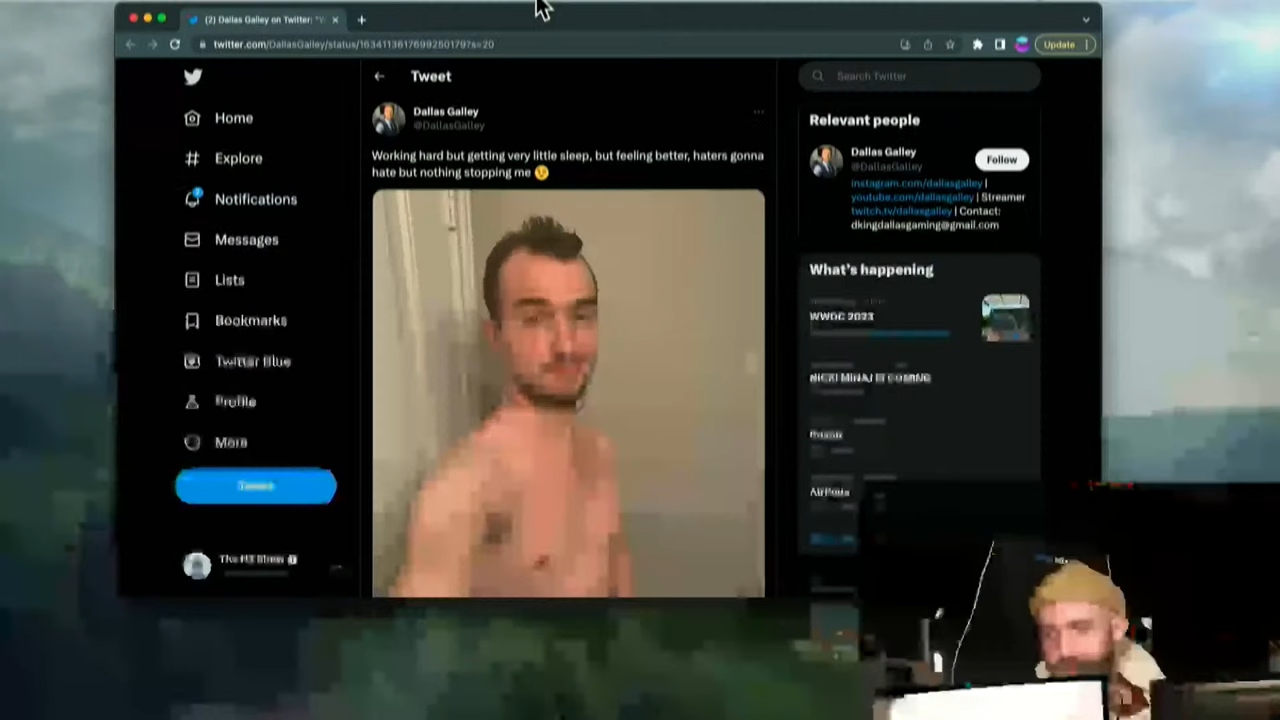 (2) Dallas Galley on Twitter: "W
twitter.com/DallasGalley/status/1634113617699250179?s=20
Update
Tweet
Search Twitter
Dallas Galley
@DallasGalley
Working hard but getting very little sleep, but feeling better, haters gonna
hate but nothing stopping me 😉
Home
Explore
Notifications
Messages
Lists
Bookmarks
Twitter Blue
Profile
More
Tweet
Relevant people
Dallas Galley
@DallasGalley
Follow
instagram.com/dallasgalley |
youtube.com/dallasgalley | Streamer
twitch.tv/dallasgalley | Contact:
dkingdallasgaming@gmail.com
What's happening
WWDC 2023
NICKI MINAJ IS COMING
AirPods